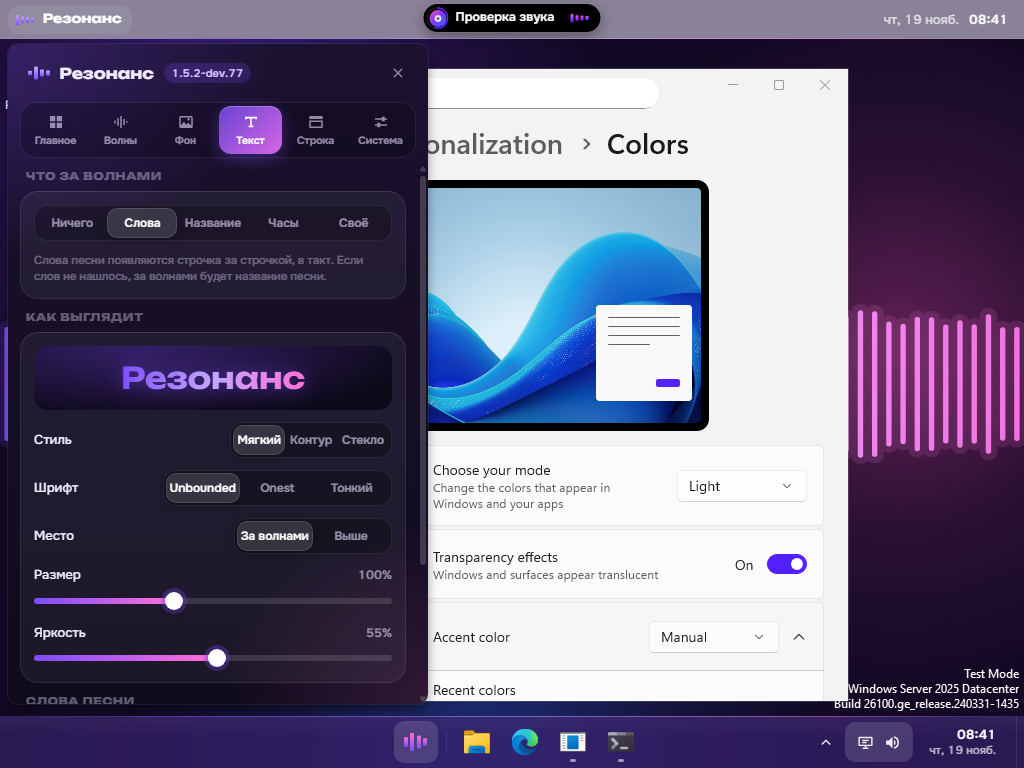 Резонанс
Проверка звука
чт, 19 нояб. 08:41
Резонанс 1.5.2-dev.77
Главное
Волны
Фон
Текст
Строка
Система
ЧТО ЗА ВОЛНАМИ
Ничего Слова Название Часы Своё
Слова песни появляются строчка за строчкой, в такт. Если
слов не нашлось, за волнами будет название песни.
КАК ВЫГЛЯДИТ
Резонанс
Стиль Мягкий Контур Стекло
Шрифт Unbounded Onest Тонкий
Место За волнами Выше
Размер 100%
Яркость 55%
СЛОВА ПЕСНИ
onalization > Colors
Choose your mode
Change the colors that appear in
Windows and your apps
Light
Transparency effects
Windows and surfaces appear translucent
On
Accent color
Manual
Recent colors
Test Mode
Windows Server 2025 Datacenter
Build 26100.ge_release.240331-1435
08:41
чт, 19 нояб.